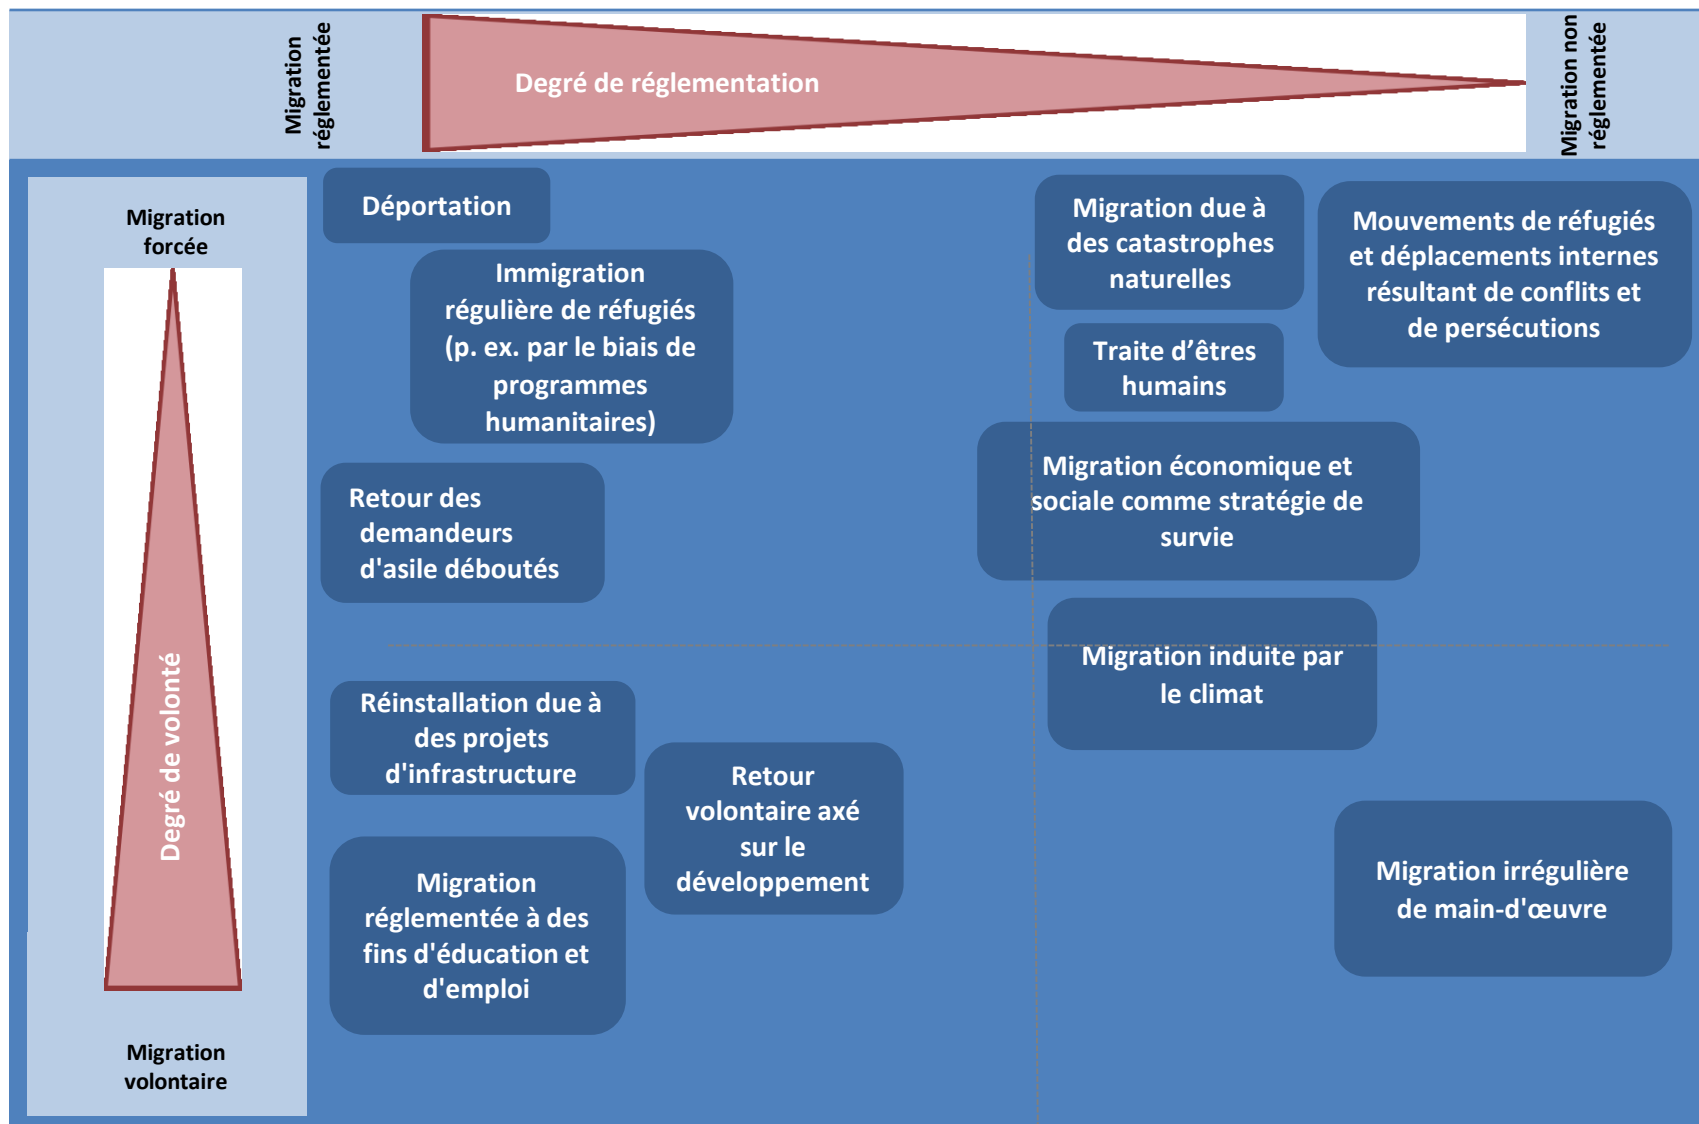 Migration
réglementée
Degré de réglementation
Migration non
réglementée
Migration
forcée
Degré de volonté
Migration
volontaire
Déportation
Immigration
régulière de réfugiés
(p. ex. par le biais de
programmes
humanitaires)
Migration due à
des catastrophes
naturelles
Mouvements de réfugiés
et déplacements internes
résultant de conflits et
de persécutions
Traite d’êtres
humains
Migration économique et
sociale comme stratégie de
survie
Retour des
demandeurs
d'asile déboutés
Migration induite par
le climat
Réinstallation due à
des projets
d'infrastructure
Retour
volontaire axé
sur le
développement
Migration
réglementée à des
fins d'éducation et
d'emploi
Migration irrégulière
de main-d'œuvre